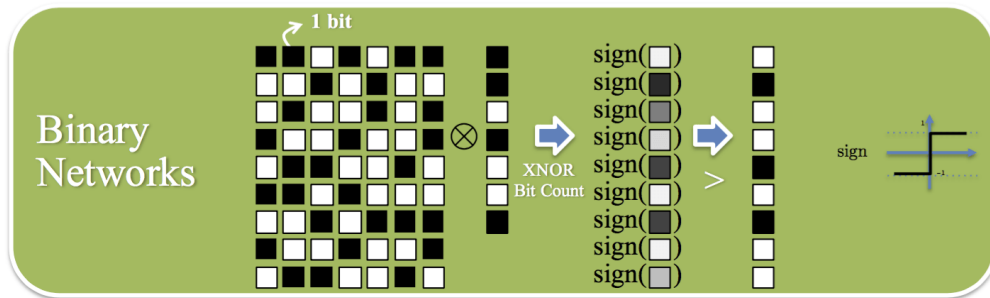 1 bit
Binary
Networks
⊗
XNOR
Bit Count
sign( )
sign( )
sign( )
sign( )
sign( )
sign( )
sign( )
sign( )
sign( )
>
sign
1
-1